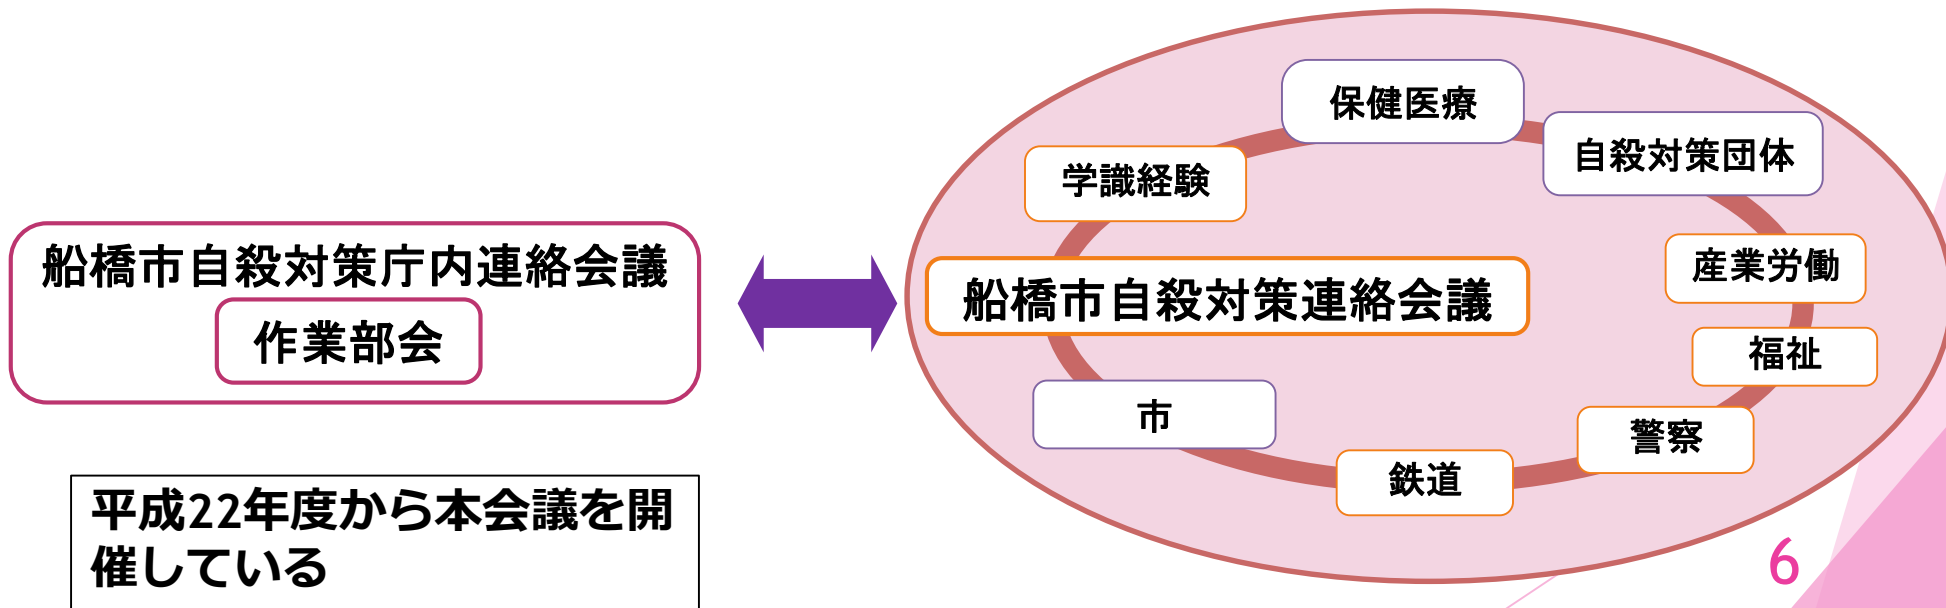 船橋市自殺対策庁内連絡会議
作業部会
平成22年度から本会議を開
催している
保健医療
自殺対策団体
学識経験
産業労働
船橋市自殺対策連絡会議
福祉
市
警察
鉄道
6